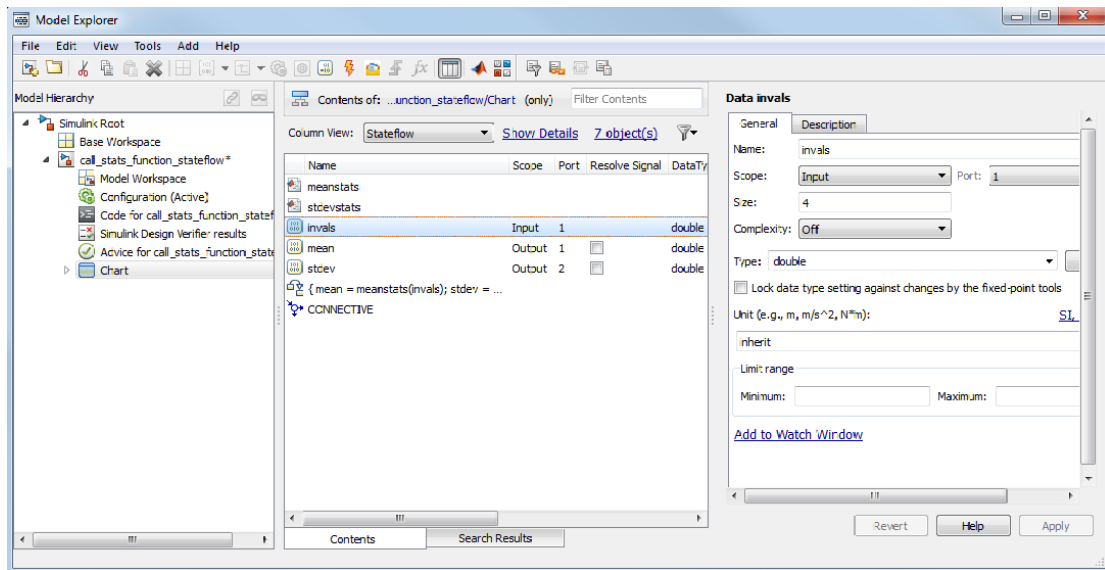 Model Explorer
File Edit View Tools Add Help
Model Hierarchy
Simulink Root
Base Workspace
call_stats_function_stateflow*
Model Workspace
Configuration (Active)
Code for call_stats_function_statef
Simulink Design Verifier results
Advice for call_stats_function_state
Chart
Contents of: ...unction_stateflow/Chart (only) Filter Contents
Column View: Stateflow Show Details 7 object(s)
Name Scope Port Resolve Signal DataTy
meanstats
stdevstats
invals Input 1 double
mean Output 1 double
stdev Output 2 double
{ mean = meanstats(invals); stdev = ...
CONNECTIVE
Contents Search Results
Data invals
General Description
Name: invals
Scope: Input Port: 1
Size: 4
Complexity: Off
Type: double
Lock data type setting against changes by the fixed-point tools
Unit (e.g., m, m/s^2, N*m): SI,
inherit
Limit range
Minimum: Maximum:
Add to Watch Window
Revert Help Apply